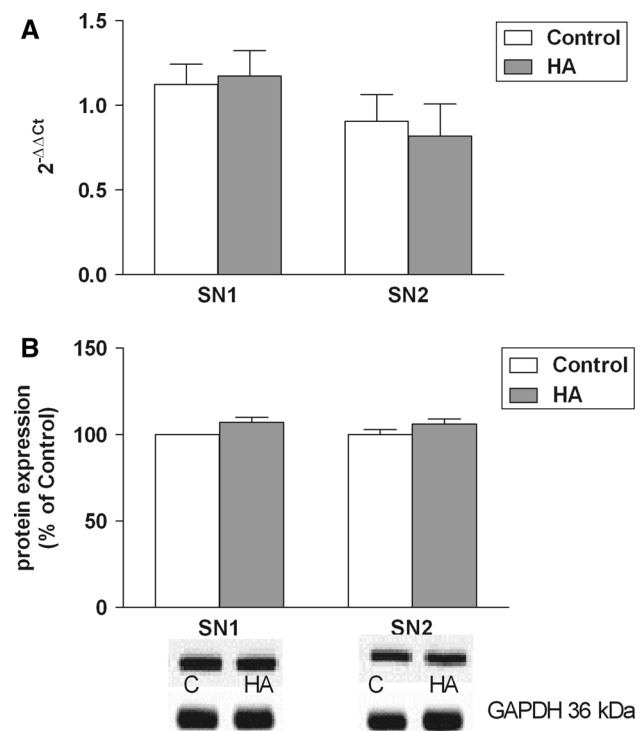 A
1.5
1.0
0.5
0.0
2-ΔΔCt
SN1
SN2
Control
HA
B
150
100
50
0
protein expression
(% of Control)
SN1
SN2
Control
HA
C
HA
C
HA
GAPDH 36 kDa